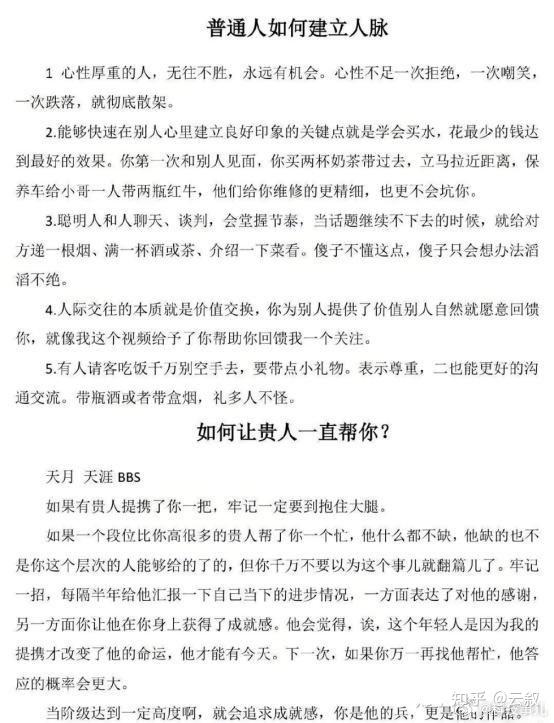 普通人如何建立人脉
1 心性厚重的人，无往不胜，永远有机会。心性不足一次拒绝，一次嘲笑，
一次跌落，就彻底散架。
2.能够快速在别人心里建立良好印象的关键点就是学会买水，花最少的钱达
到最好的效果。你第一次和别人见面，你买两杯奶茶带过去，立马拉近距离，保
养车给小哥一人带两瓶红牛，他们给你维修的更精细，也更不会坑你。
3.聪明人和人聊天、谈判，会堂握节泰，当话题继续不下去的时候，就给对
方递一根烟、满一杯酒或茶、介绍一下菜看。傻子不懂这点，傻子只会想办法滔
滔不绝。
4.人际交往的本质就是价值交换，你为别人提供了价值别人自然就愿意回馈
你，就像我这个视频给予了你帮助你回馈我一个关注。
5.有人请客吃饭千万别空手去，要带点小礼物。表示尊重，二也能更好的沟
通交流。带瓶酒或者带盒烟，礼多人不怪。
如何让贵人一直帮你？
天月 天涯 BBS
如果有贵人提携了你一把，牢记一定要到抱住大腿。
如果一个段位比你高很多的贵人帮了你一个忙，他什么都不缺，他缺的也不
是你这个层次的人能够给的了的，但你千万不要以为这个事儿就翻篇儿了。牢记
一招，每隔半年给他汇报一下自己当下的进步情况，一方面表达了对他的感谢，
另一方面你让他在你身上获得了成就感。他会觉得，诶，这个年轻人是因为我的
提携才改变了他的命运，他才能有今天。下一次，如果你万一再找他帮忙，他答
应的概率会更大。
当阶级达到一定高度啊，就会追求成就感，你是他的兵，更是他的作品。
知乎 @云叙